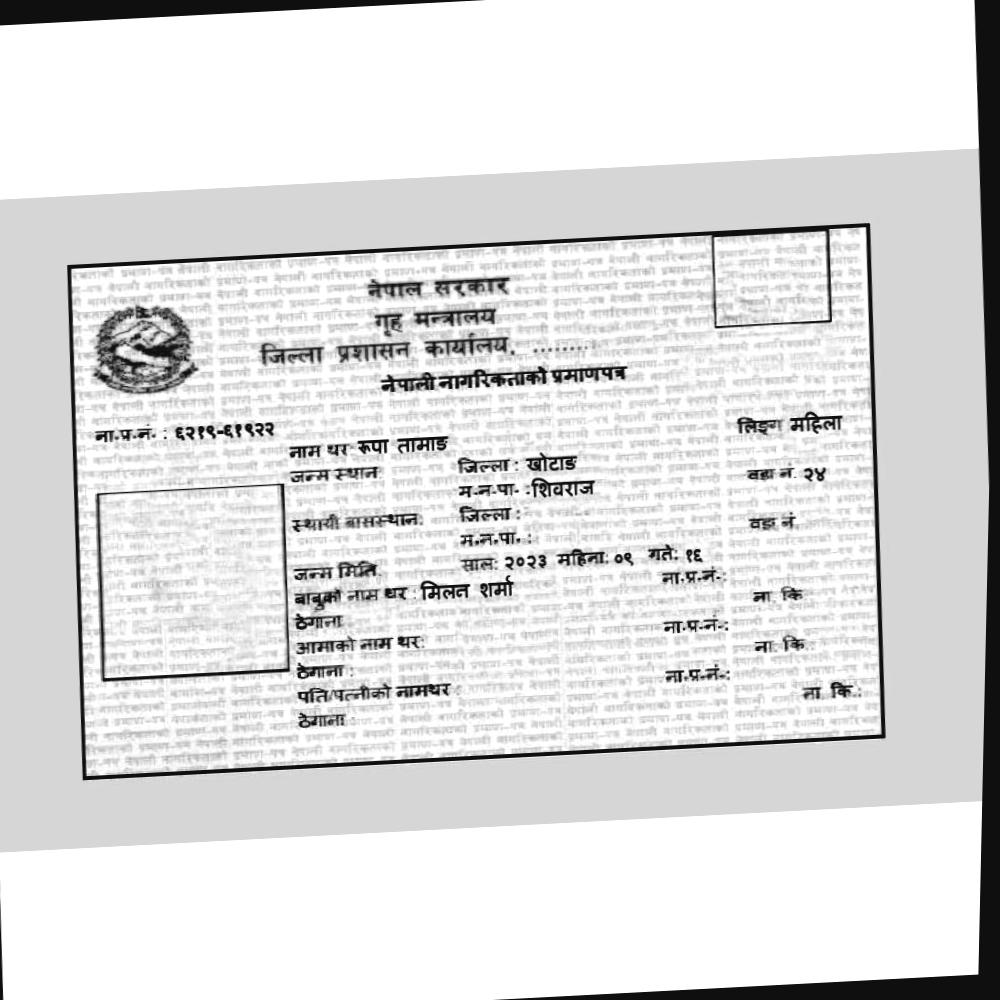 नेपाल सरकार
गृह मन्त्रालय
जिल्ला प्रशासन कार्यालय, ........
नेपाली नागरिकताको प्रमाणपत्र
ना.प्र.नं. : ६२१९-६१९२२
लिङ्ग महिला
नाम थर रूपा तामाङ
जन्म स्थान: जिल्ला : खोटाङ
वडा नं. २४
म.न.पा. : शिवराज
स्थायी बासस्थान: जिल्ला :
वडा नं.
म.न.पा. :
जन्म मिति: साल: २०२३ महिना: ०९ गते: १६
बाबुको नाम थर : मिलन शर्मा ना.प्र.नं.:
ठेगाना : ना. कि.
आमाको नाम थर: ना.प्र.नं.:
ठेगाना : ना. कि.:
पति/पत्नीको नामथर : ना.प्र.नं.:
ठेगाना : ना. कि.: